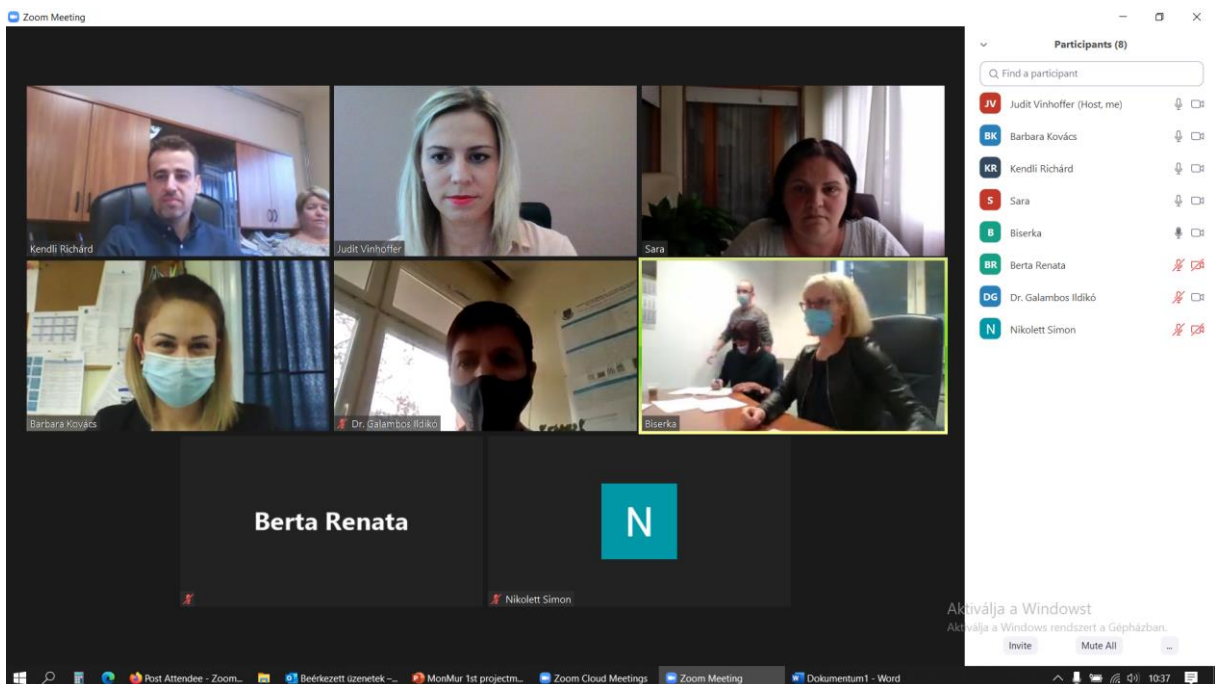 Zoom Meeting
Kendli Richárd
Judit Vinhoffer
Sara
Barbara Kovács
Dr. Galambos Ildikó
Biserka
Berta Renata
N
Nikolett Simon
Participants (8)
Find a participant
JV Judit Vinhoffer (Host, me)
BK Barbara Kovács
KR Kendli Richárd
S Sara
B Biserka
BR Berta Renata
DG Dr. Galambos Ildikó
N Nikolett Simon
Aktiválja a Windowst
Aktiválja a Windows rendszert a Gépházban.
Invite Mute All ...
Post Attendee - Zoom... Beérkezett üzenetek –... MonMur 1st projectm... Zoom Cloud Meetings Zoom Meeting Dokumentum1 - Word 10:37